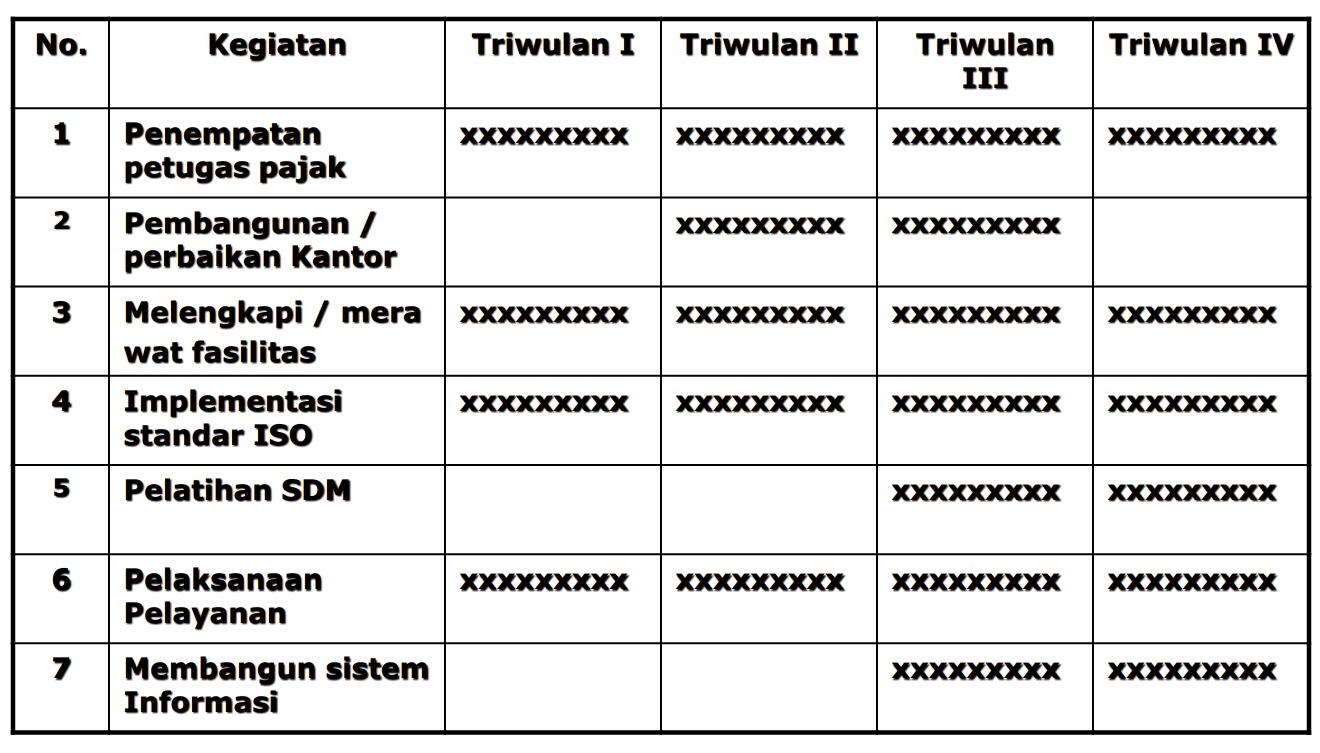 No. Kegiatan Triwulan I Triwulan II Triwulan III Triwulan IV
1 Penempatan petugas pajak xxxxxxxxx xxxxxxxxx xxxxxxxxx xxxxxxxxx
2 Pembangunan / perbaikan Kantor xxxxxxxxx xxxxxxxxx
3 Melengkapi / mera wat fasilitas xxxxxxxxx xxxxxxxxx xxxxxxxxx xxxxxxxxx
4 Implementasi standar ISO xxxxxxxxx xxxxxxxxx xxxxxxxxx xxxxxxxxx
5 Pelatihan SDM xxxxxxxxx xxxxxxxxx
6 Pelaksanaan Pelayanan xxxxxxxxx xxxxxxxxx xxxxxxxxx xxxxxxxxx
7 Membangun sistem Informasi xxxxxxxxx xxxxxxxxx